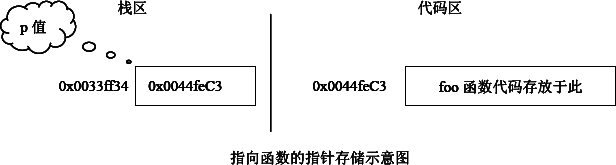 栈区
代码区
p 值
0x0033ff34
0x0044feC3
0x0044feC3
foo 函数代码存放于此
指向函数的指针存储示意图